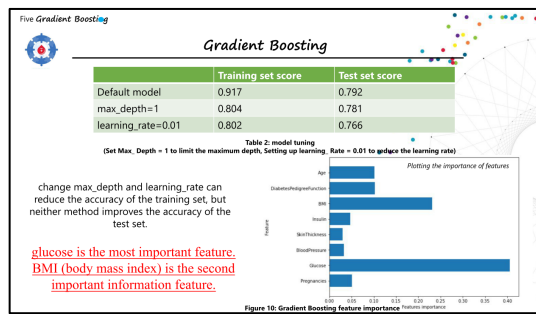 Five Gradient Boosting
Gradient Boosting
Training set score Test set score
Default model 0.917 0.792
max_depth=1 0.804 0.781
learning_rate=0.01 0.802 0.766
Table 2: model tuning
(Set Max_ Depth = 1 to limit the maximum depth, Setting up learning_ Rate = 0.01 to reduce the learning rate)
change max_depth and learning_rate can
reduce the accuracy of the training set, but
neither method improves the accuracy of the
test set.
glucose is the most important feature.
BMI (body mass index) is the second
important information feature.
Plotting the importance of features
Age
DiabetesPedigreeFunction
BMI
Insulin
SkinThickness
BloodPressure
Glucose
Pregnancies
Feature
0.00 0.05 0.10 0.15 0.20 0.25 0.30 0.35 0.40
Features importance
Figure 10: Gradient Boosting feature importance